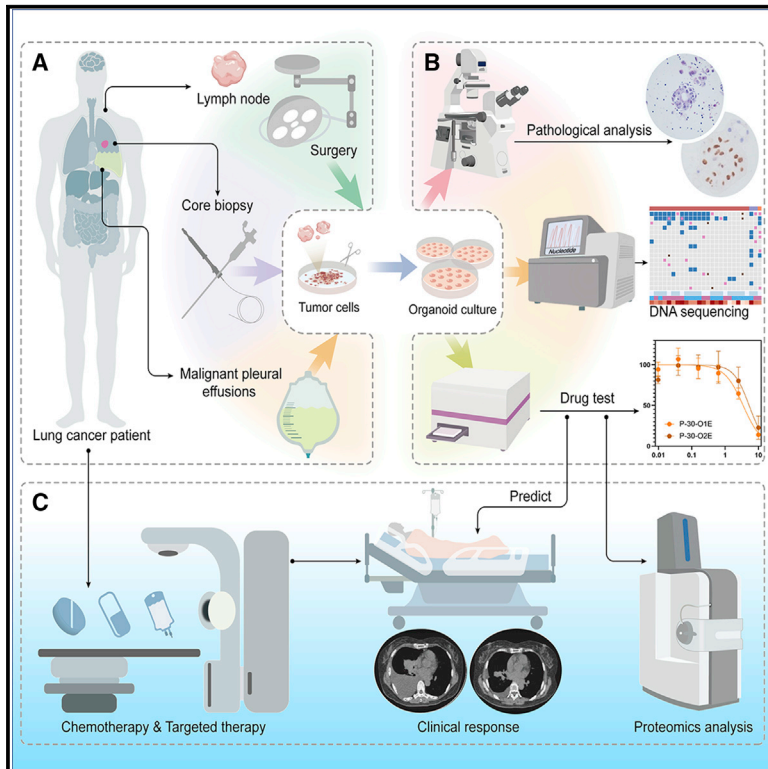 A
Lymph node
Surgery
Core biopsy
Tumor cells
Organoid culture
Malignant pleural
effusions
Lung cancer patient
B
Pathological analysis
Nucleotide
DNA sequencing
Drug test
100
50
0
P-30-O1E
P-30-O2E
0.01
0.1
1
10
C
Predict
Chemotherapy & Targeted therapy
Clinical response
Proteomics analysis